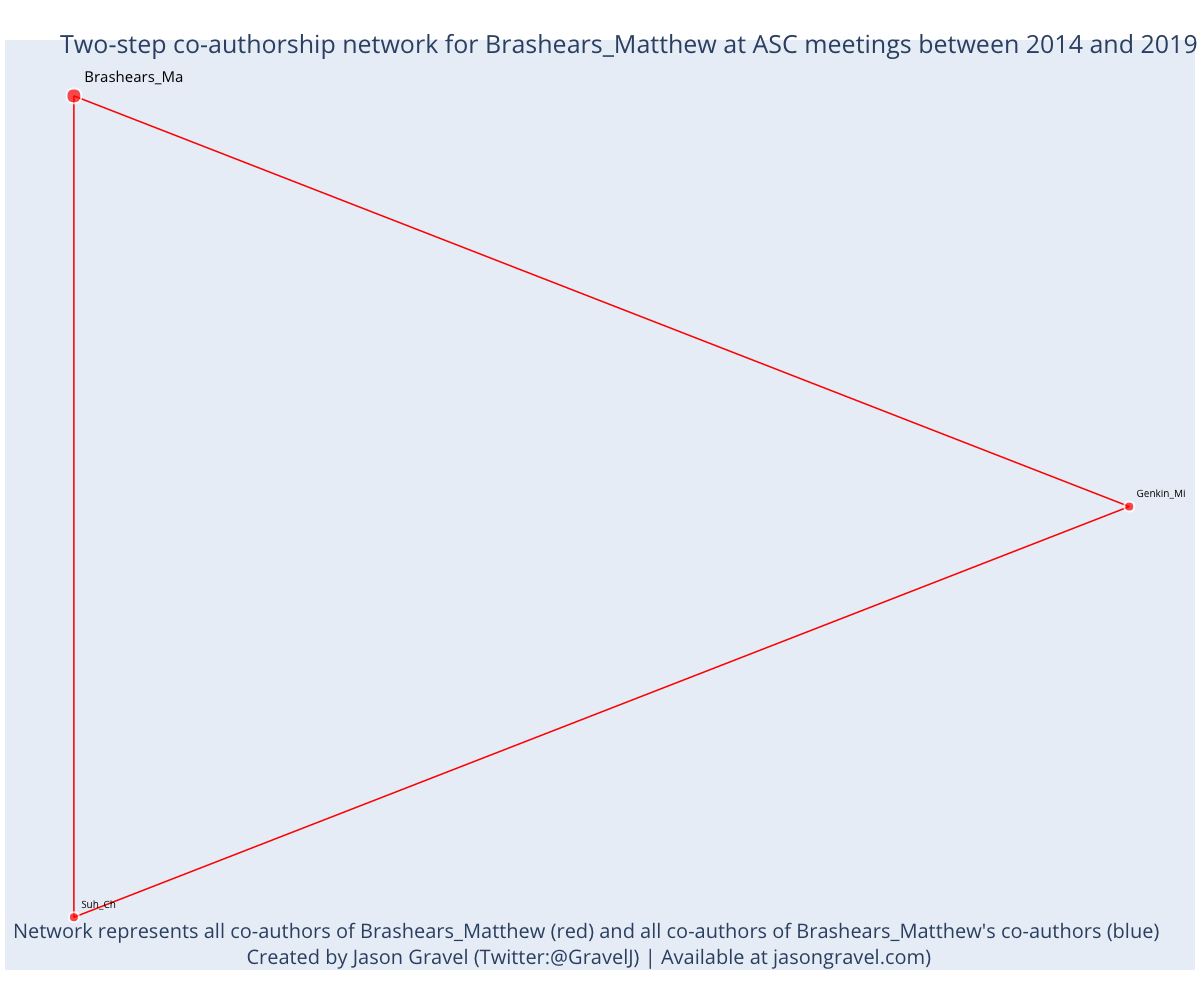 Two-step co-authorship network for Brashears_Matthew at ASC meetings between 2014 and 2019
Brashears_Ma
Genkin_Mi
Suh_Ch
Network represents all co-authors of Brashears_Matthew (red) and all co-authors of Brashears_Matthew's co-authors (blue)
Created by Jason Gravel (Twitter:@GravelJ) | Available at jasongravel.com)